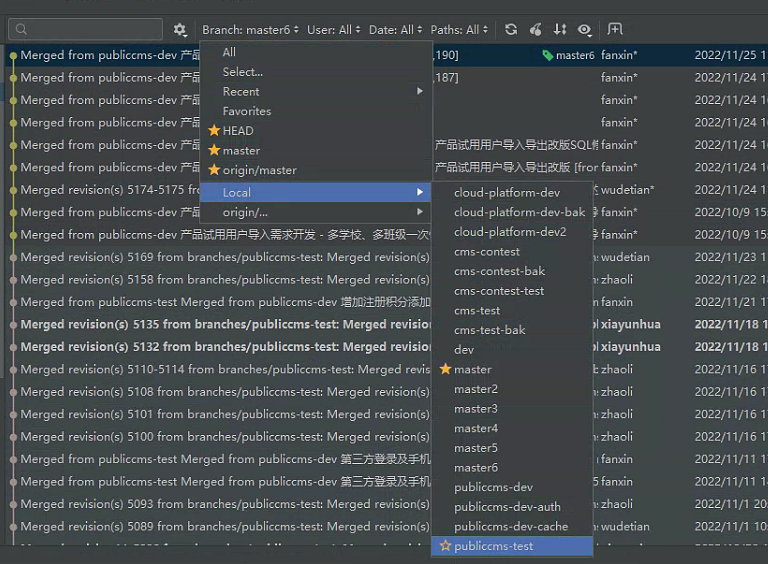 Branch: master6 User: All Date: All Paths: All
Merged from publiccms-dev 产品 ,190] master6 fanxin* 2022/11/25 1
Merged from publiccms-dev 产品 ,187] fanxin* 2022/11/24 1
Merged from publiccms-dev 产品 fanxin* 2022/11/24 1
Merged from publiccms-dev 产品 fanxin* 2022/11/24 1
Merged from publiccms-dev 产品 产品试用用户导入导出改版SQL fanxin* 2022/11/24 1
Merged from publiccms-dev 产品 产品试用用户导入导出改版 [fror fanxin* 2022/11/24 1
Merged revision(s) 5174-5175 fro wudetian* 2022/11/24 1
Merged from publiccms-dev 产品 fanxin* 2022/10/9 15
Merged from publiccms-dev 产品试用用户导入需求开发 - 多学校、多班级一次 fanxin* 2022/10/9 15
Merged revision(s) 5169 from branches/publiccms-test: Merged revision(s) wudetian 2022/11/23 1
Merged revision(s) 5158 from branches/publiccms-test: Merged revision(s) zhaoli 2022/11/22 1
Merged from publiccms-test Merged from publiccms-dev 增加注册积分添加 fanxin 2022/11/21 1
Merged revision(s) 5135 from branches/publiccms-test: Merged revision xiayunhua 2022/11/18 1
Merged revision(s) 5132 from branches/publiccms-test: Merged revision xiayunhua 2022/11/18 1
Merged revision(s) 5110-5114 from branches/publiccms-test: Merged revis zhaoli 2022/11/16 1
Merged revision(s) 5108 from branches/publiccms-test: Merged revision(s) zhaoli 2022/11/16 1
Merged revision(s) 5101 from branches/publiccms-test: Merged revision(s) zhaoli 2022/11/16 1
Merged revision(s) 5100 from branches/publiccms-test: Merged revision(s) zhaoli 2022/11/16 1
Merged from publiccms-test Merged from publiccms-dev 第三方登录及手机 fanxin 2022/11/11 1
Merged from publiccms-test Merged from publiccms-dev 第三方登录及手机 fanxin 2022/11/11 1
Merged revision(s) 5093 from branches/publiccms-test: Merged revision(s) zhaoli 2022/11/1 20
Merged revision(s) 5089 from branches/publiccms-test: Merged revision(s) wudetian 2022/11/1 10
All
Select...
Recent
Favorites
HEAD
master
origin/master
Local
origin/...
cloud-platform-dev
cloud-platform-dev-bak
cloud-platform-dev2
cms-contest
cms-contest-bak
cms-contest-test
cms-test
cms-test-bak
dev
master
master2
master3
master4
master5
master6
publiccms-dev
publiccms-dev-auth
publiccms-dev-cache
publiccms-test